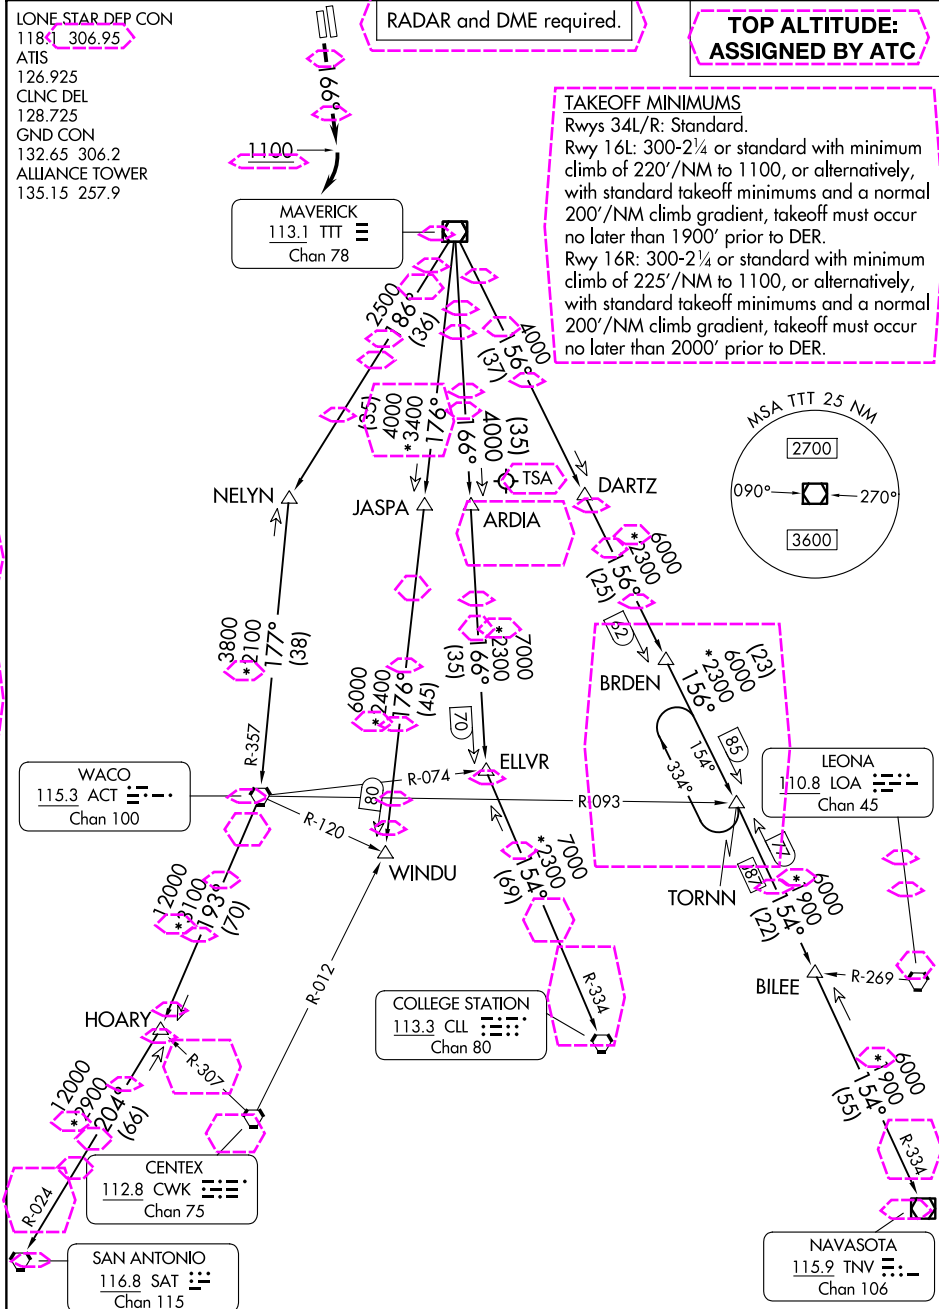 LONE STAR DEP CON
118.1 306.95
ATIS
126.925
CLNC DEL
128.725
GND CON
132.65 306.2
ALLIANCE TOWER
135.15 257.9
RADAR and DME required.
TOP ALTITUDE:
ASSIGNED BY ATC
TAKEOFF MINIMUMS
Rwys 34L/R: Standard.
Rwy 16L: 300-2¼ or standard with minimum
climb of 220'/NM to 1100, or alternatively,
with standard takeoff minimums and a normal
200'/NM climb gradient, takeoff must occur
no later than 1900' prior to DER.
Rwy 16R: 300-2¼ or standard with minimum
climb of 225'/NM to 1100, or alternatively,
with standard takeoff minimums and a normal
200'/NM climb gradient, takeoff must occur
no later than 2000' prior to DER.
166°
1100
MAVERICK
113.1 TTT
Chan 78
2500
186°
(36)
(35)
4000
*3400
176°
166°
4000
(35)
4000
156°
(37)
MSA TTT 25 NM
2700
090°
270°
3600
NELYN
JASPA
ARDIA
TSA
DARTZ
3800
*2100
177°
(38)
R-357
6000
*2400
176°
(45)
80
7000
*2300
166°
(35)
70
6000
*2300
156°
(25)
62
BRDEN
(23)
6000
*2300
156°
85
154°
334°
WACO
115.3 ACT
Chan 100
R-074
ELLVR
R-093
R-120
WINDU
LEONA
110.8 LOA
Chan 45
TORNN
77
87
6000
*1900
154°
(22)
12000
*3100
193°
(70)
7000
*2300
154°
(69)
R-012
R-334
BILEE
R-269
HOARY
R-307
COLLEGE STATION
113.3 CLL
Chan 80
12000
*2900
204°
(66)
R-024
6000
*1900
154°
(55)
R-334
CENTEX
112.8 CWK
Chan 75
SAN ANTONIO
116.8 SAT
Chan 115
NAVASOTA
115.9 TNV
Chan 106